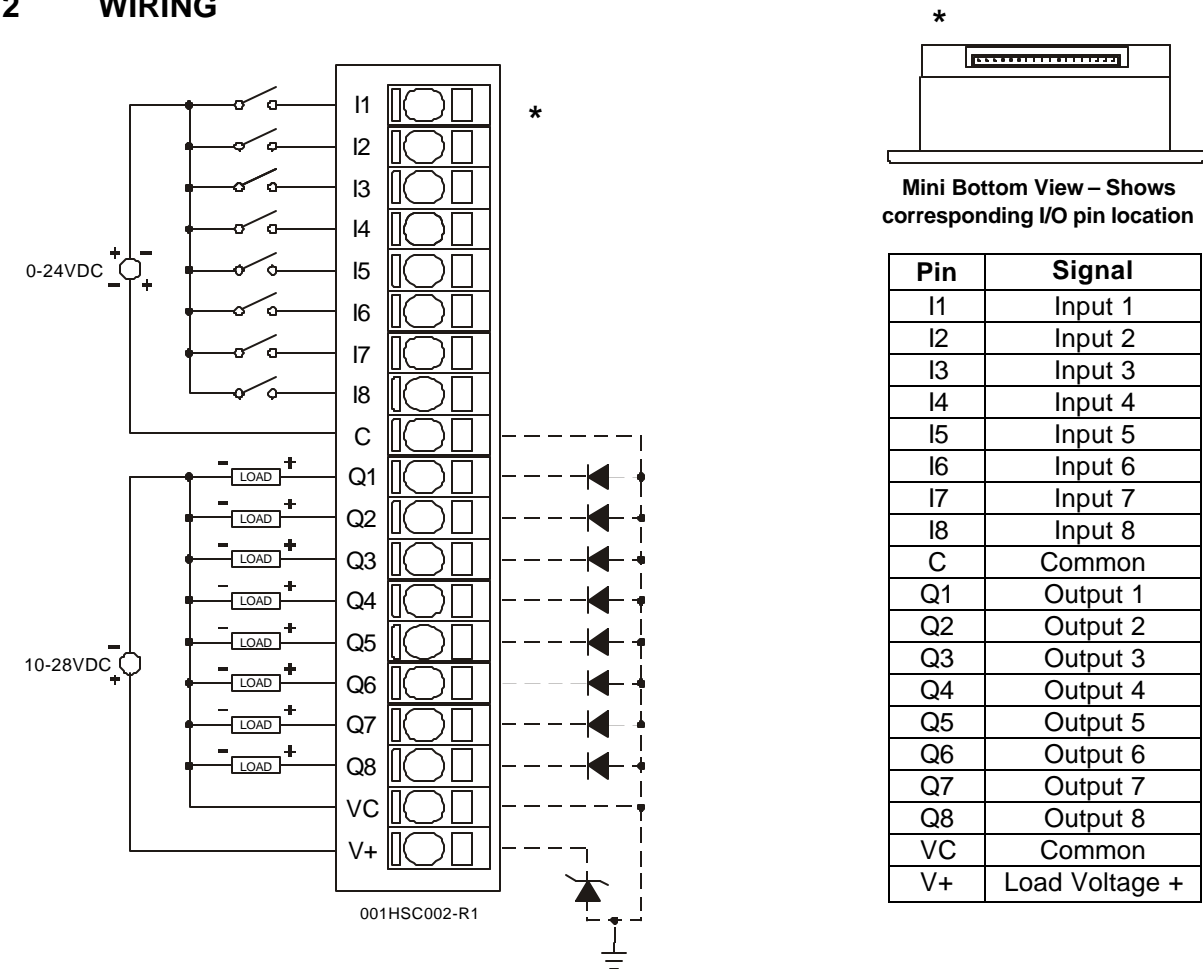 2 WIRING
*
I1
I2
I3
I4
I5
I6
I7
I8
C
Q1
Q2
Q3
Q4
Q5
Q6
Q7
Q8
VC
V+
*
0-24VDC
+ -
- +
10-28VDC
-
+
- LOAD +
- LOAD +
- LOAD +
- LOAD +
- LOAD +
- LOAD +
- LOAD +
- LOAD +
001HSC002-R1
Mini Bottom View – Shows
corresponding I/O pin location
Pin Signal
I1 Input 1
I2 Input 2
I3 Input 3
I4 Input 4
I5 Input 5
I6 Input 6
I7 Input 7
I8 Input 8
C Common
Q1 Output 1
Q2 Output 2
Q3 Output 3
Q4 Output 4
Q5 Output 5
Q6 Output 6
Q7 Output 7
Q8 Output 8
VC Common
V+ Load Voltage +